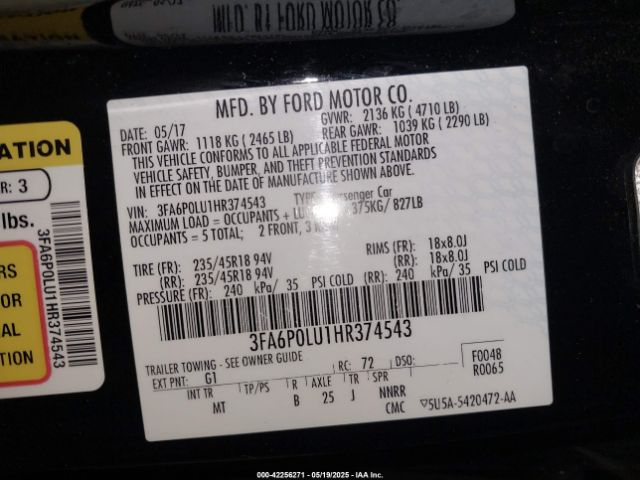 MFD. BY FORD MOTOR CO.
DATE: 05/17
GVWR: 2136 KG ( 4710 LB)
FRONT GAWR: 1118 KG ( 2465 LB)
REAR GAWR: 1039 KG ( 2290 LB)
THIS VEHICLE CONFORMS TO ALL APPLICABLE FEDERAL MOTOR
VEHICLE SAFETY, BUMPER, AND THEFT PREVENTION STANDARDS
IN EFFECT ON THE DATE OF MANUFACTURE SHOWN ABOVE.
VIN: 3FA6P0LU1HR374543
TYPE: Passenger Car
MAXIMUM LOAD = OCCUPANTS + 375KG/ 827LB
OCCUPANTS = 5 TOTAL; 2 FRONT, 3
TIRE (FR): 235/45R18 94V
RIMS (FR): 18x8.0J
(RR): 235/45R18 94V
(RR): 18x8.0J
PRESSURE (FR): 240 kPa/ 35 PSI COLD
(RR): 240 kPa/ 35 PSI COLD
3FA6P0LU1HR374543
TRAILER TOWING - SEE OWNER GUIDE
EXT PNT: G1 RC: 72 DSO:
F0048
R0065
INT TR TP/PS R AXLE TR SPR
MT B 25 J NNRR
CMC ▽5U5A-5420472-AA
ATION
R: 3
lbs.
3FA6P0LU1HR374543
RS
OR
AL
S
000-42256271 - 05/19/2025 - IAA Inc.